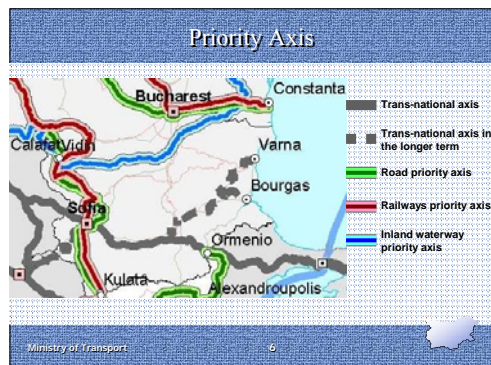 Priority Axis
Bucharest
Constanta
Calafat Vidin
Varna
Bourgas
Sofia
Ormenio
Kulata
Alexandroupolis
Trans-national axis
Trans-national axis in
the longer term
Road priority axis
Railways priority axis
Inland waterway
priority axis
Ministry of Transport
6